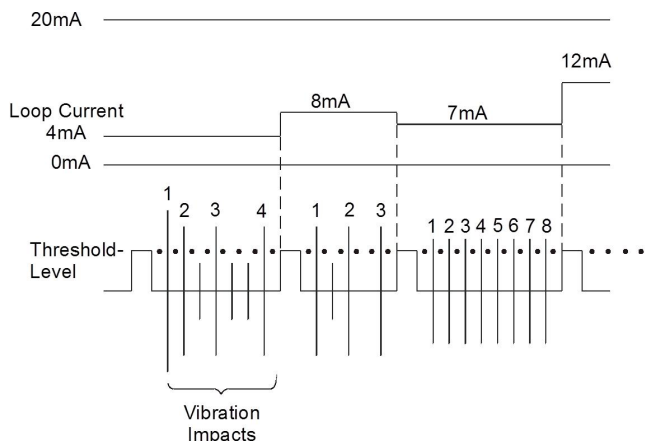 20mA
12mA
8mA
Loop Current
4mA
7mA
0mA
1 2 3 4 1 2 3 1 2 3 4 5 6 7 8
Threshold-
Level
Vibration
Impacts